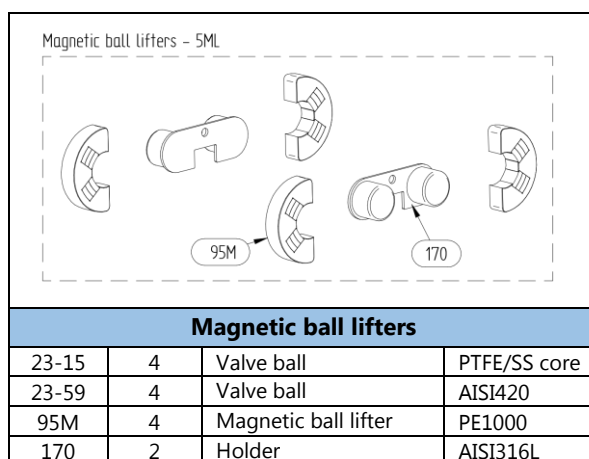 Magnetic ball lifters - 5ML
95M
170
Magnetic ball lifters
23-15 4 Valve ball PTFE/SS core
23-59 4 Valve ball AISI420
95M 4 Magnetic ball lifter PE1000
170 2 Holder AISI316L